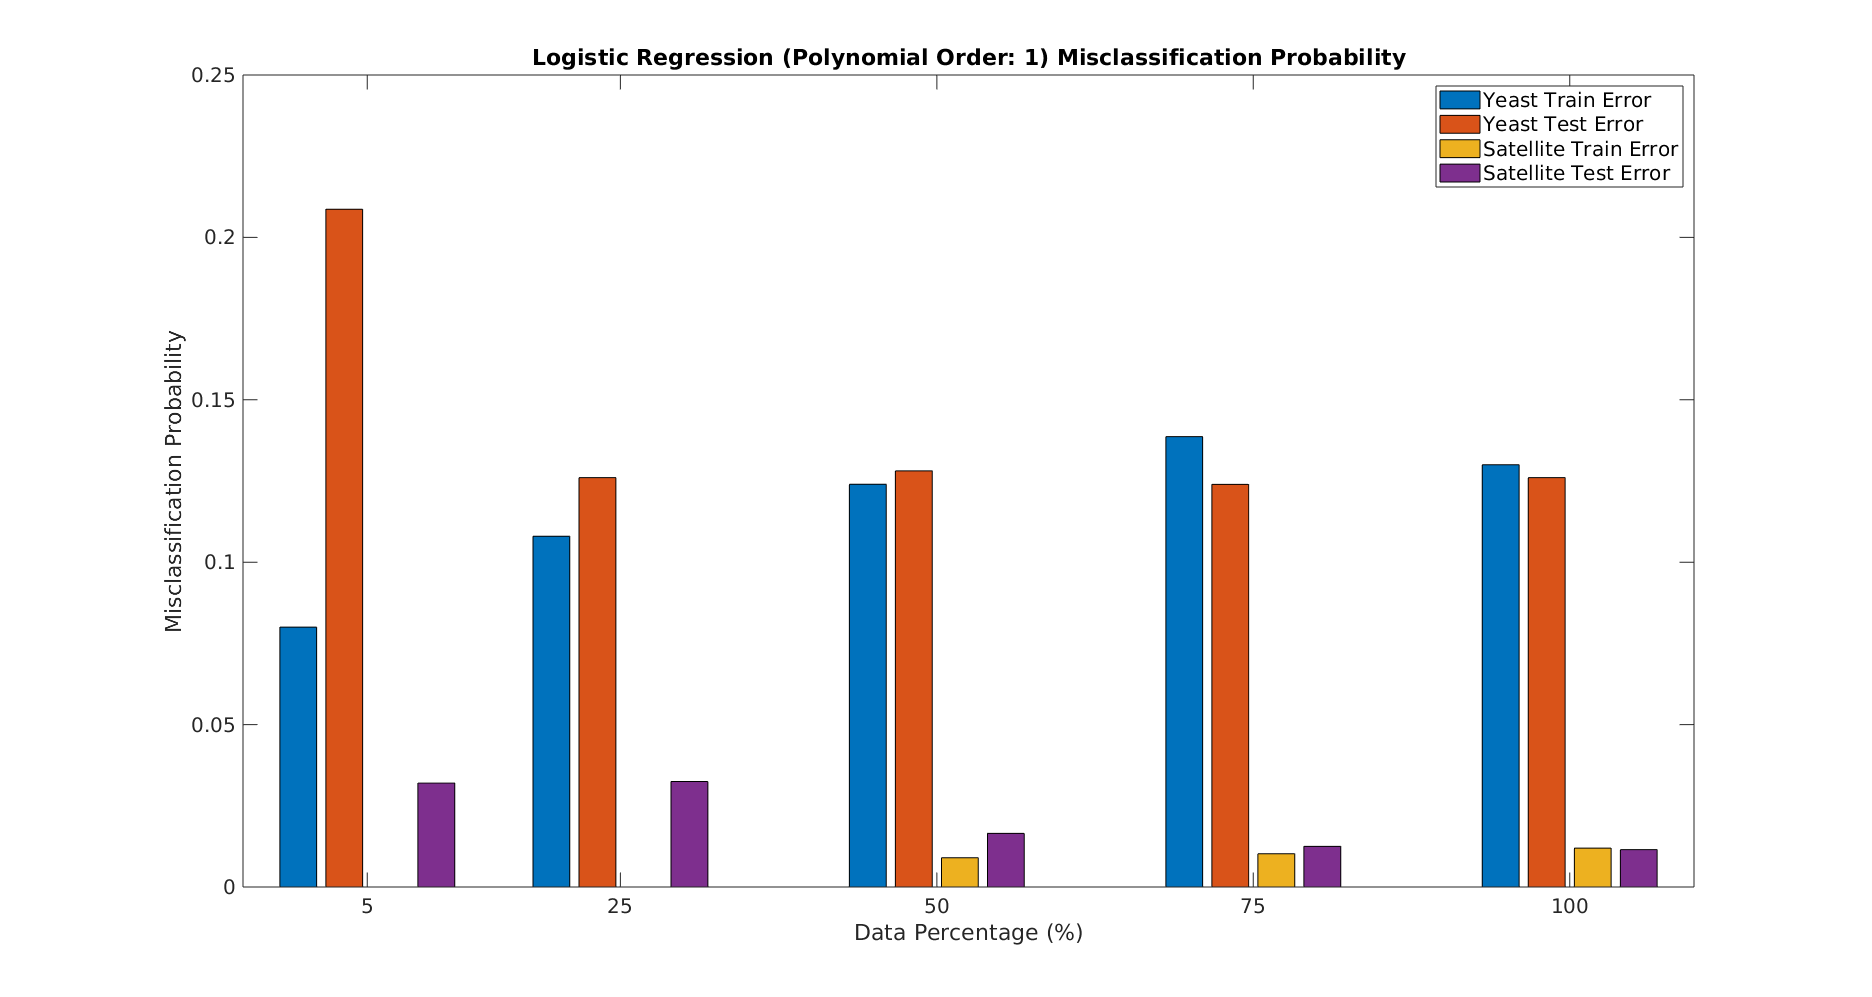 Logistic Regression (Polynomial Order: 1) Misclassification Probability
Yeast Train Error
Yeast Test Error
Satellite Train Error
Satellite Test Error
Misclassification Probability
0.25
0.2
0.15
0.1
0.05
0
5 25 50 75 100
Data Percentage (%)